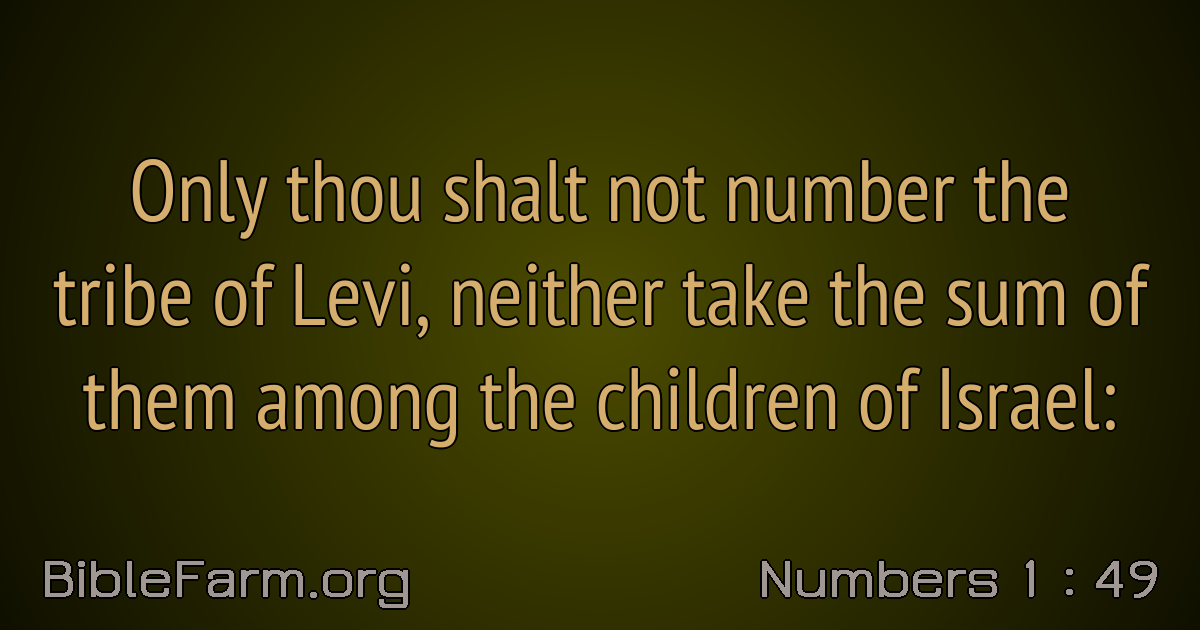 Only thou shalt not number the
tribe of Levi, neither take the sum of
them among the children of Israel:
BibleFarm.org
Numbers 1 : 49